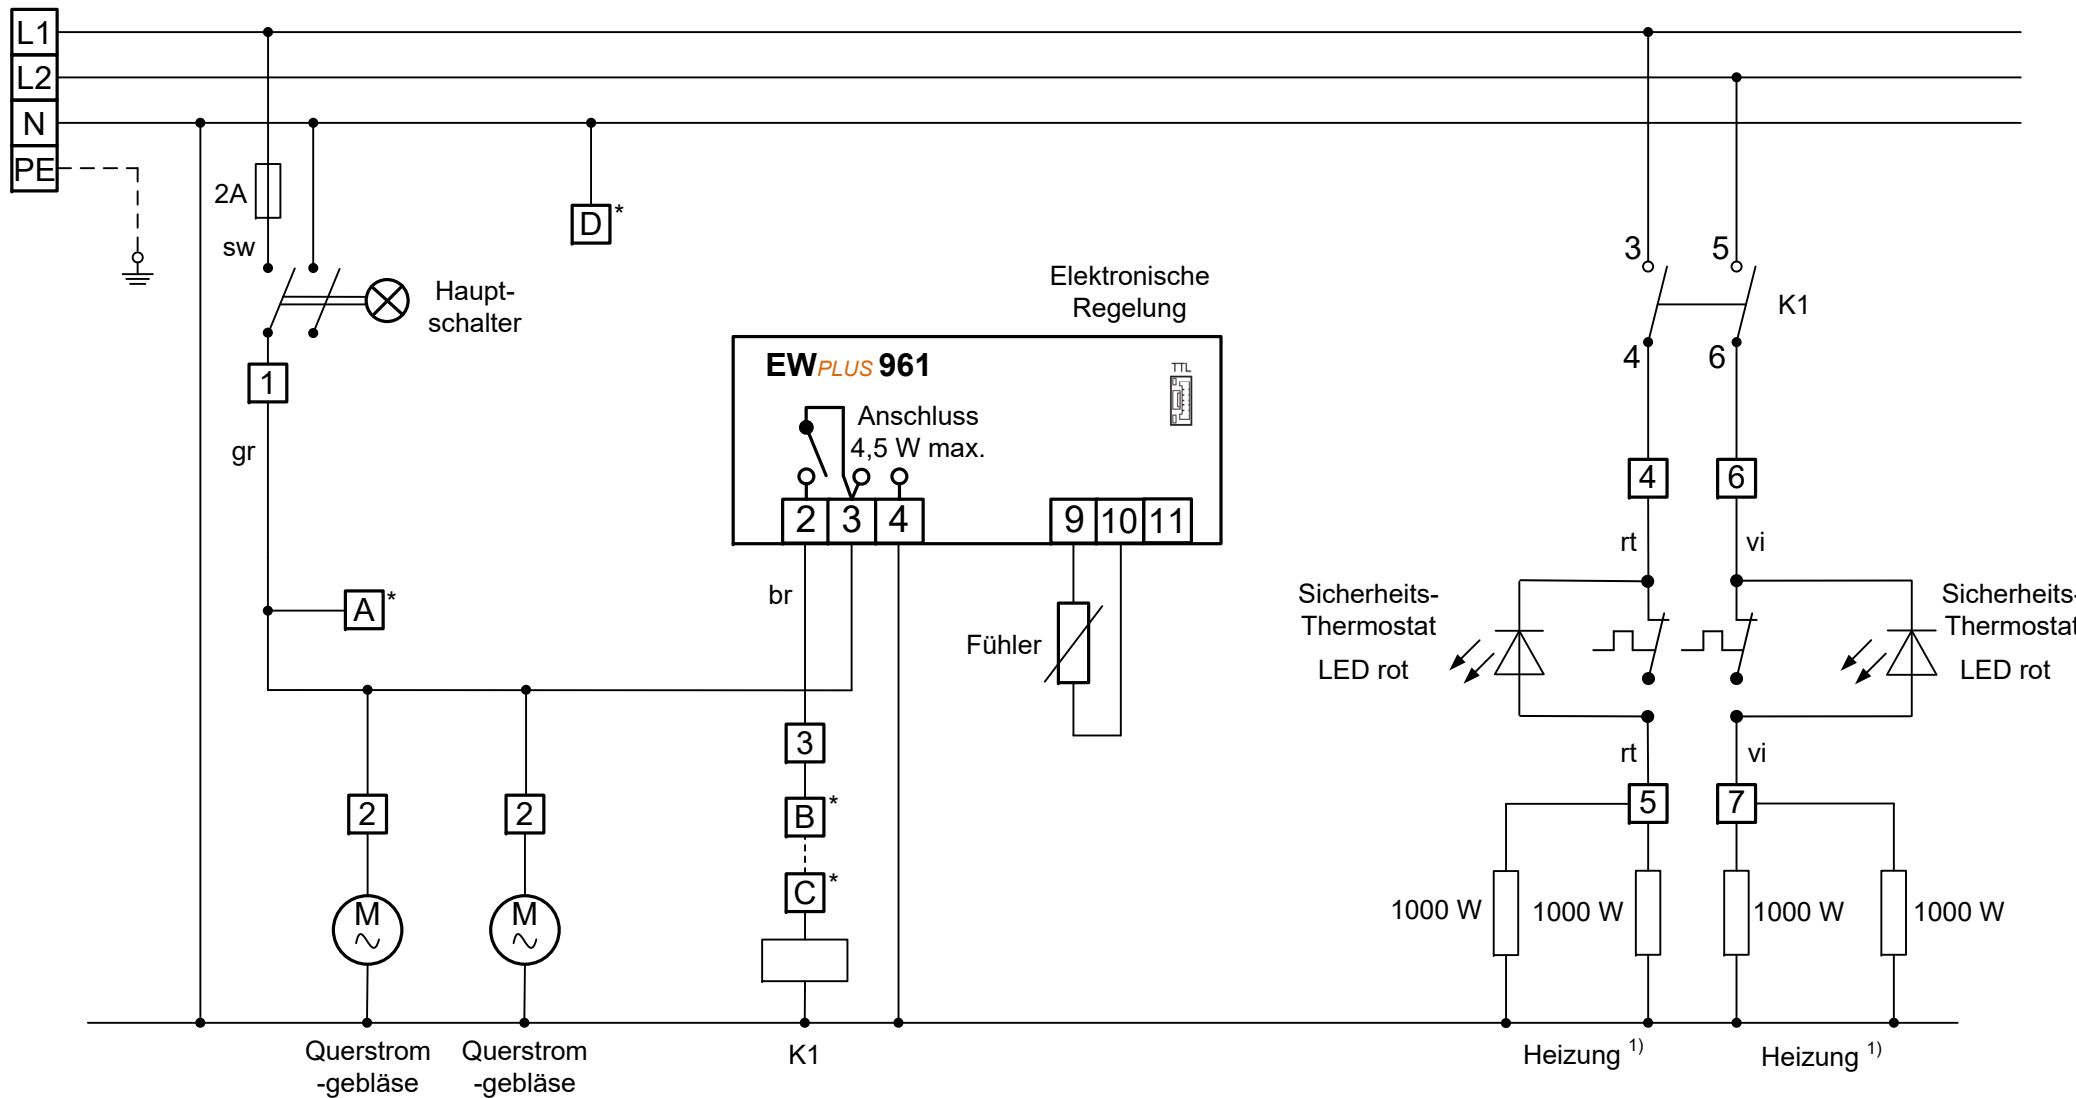 L1
L2
N
PE
2A
sw
Haupt-
schalter
1
gr
A*
D*
Elektronische
Regelung
EWPLUS 961
TTL
Anschluss
4,5 W max.
2 3 4
9 10 11
br
Fühler
3
B*
C*
2
2
M
M
Querstrom
-gebläse
Querstrom
-gebläse
K1
3
5
K1
4
6
4
6
rt
vi
Sicherheits-
Thermostat
LED rot
Sicherheits-
Thermostat
LED rot
rt
vi
5
7
1000 W
1000 W
1000 W
1000 W
Heizung 1)
Heizung 1)